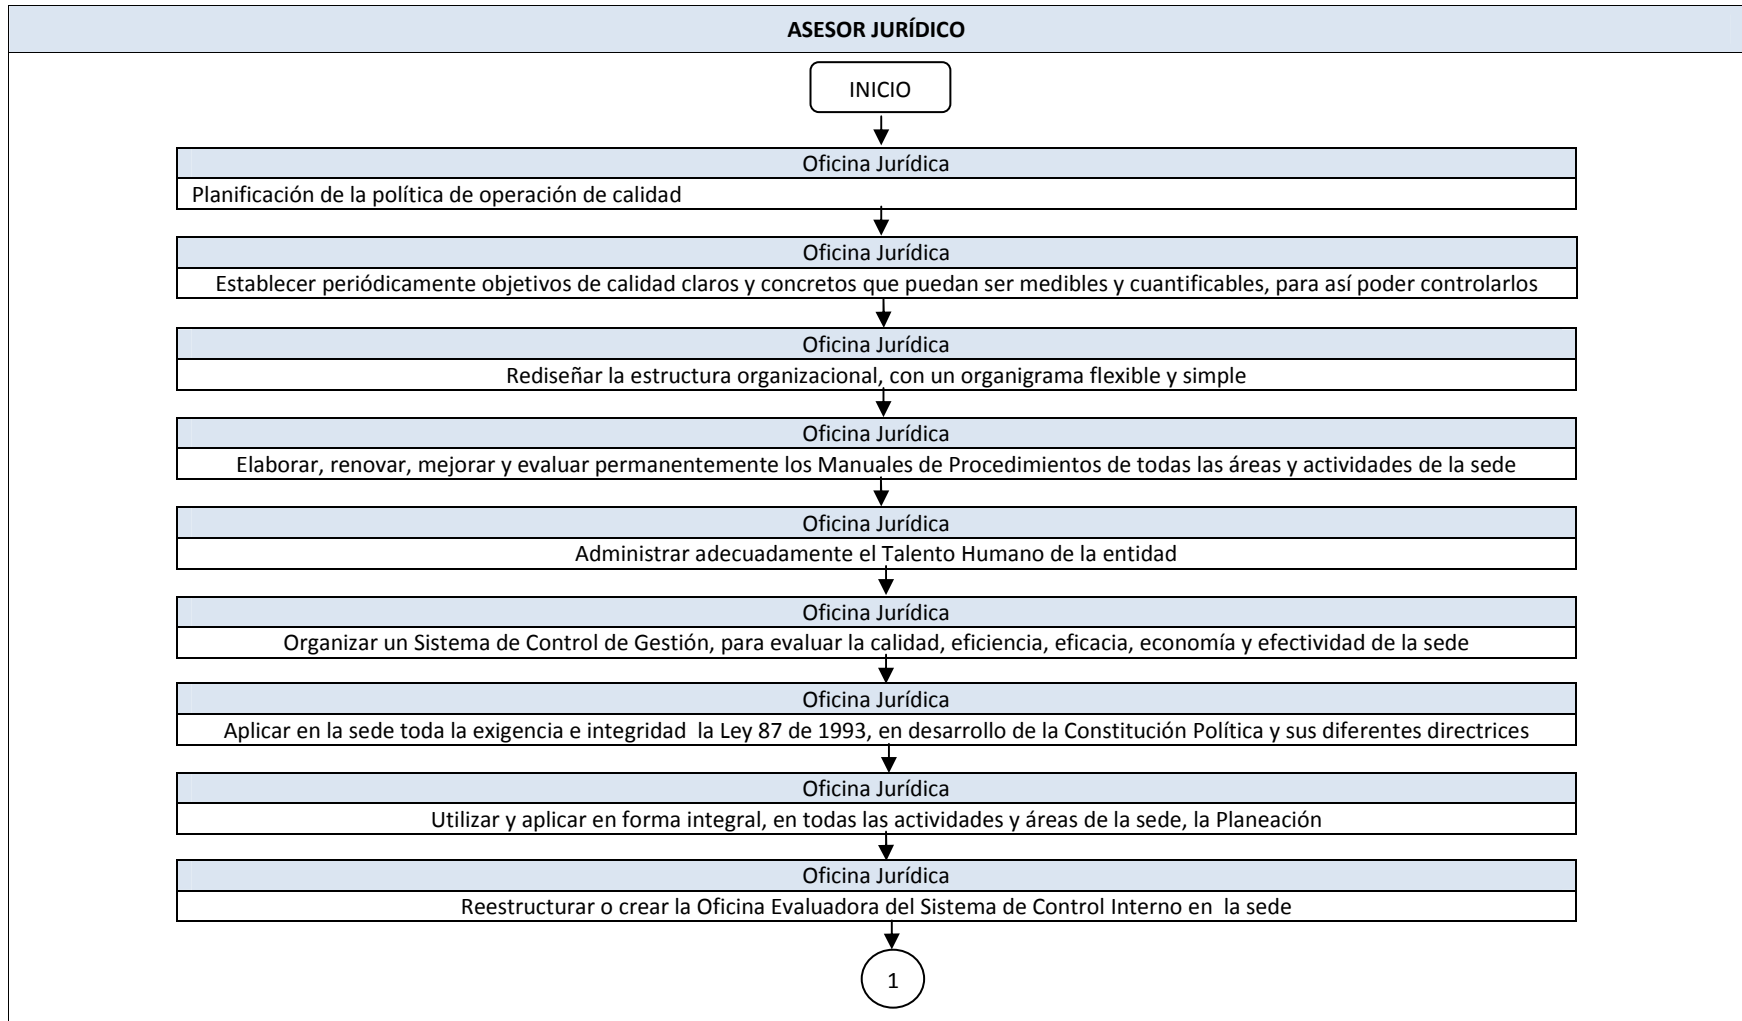 ASESOR JURÍDICO
INICIO
Oficina Jurídica
Planificación de la política de operación de calidad
Oficina Jurídica
Establecer periódicamente objetivos de calidad claros y concretos que puedan ser medibles y cuantificables, para así poder controlarlos
Oficina Jurídica
Rediseñar la estructura organizacional, con un organigrama flexible y simple
Oficina Jurídica
Elaborar, renovar, mejorar y evaluar permanentemente los Manuales de Procedimientos de todas las áreas y actividades de la sede
Oficina Jurídica
Administrar adecuadamente el Talento Humano de la entidad
Oficina Jurídica
Organizar un Sistema de Control de Gestión, para evaluar la calidad, eficiencia, eficacia, economía y efectividad de la sede
Oficina Jurídica
Aplicar en la sede toda la exigencia e integridad  la Ley 87 de 1993, en desarrollo de la Constitución Política y sus diferentes directrices
Oficina Jurídica
Utilizar y aplicar en forma integral, en todas las actividades y áreas de la sede, la Planeación
Oficina Jurídica
Reestructurar o crear la Oficina Evaluadora del Sistema de Control Interno en  la sede
1